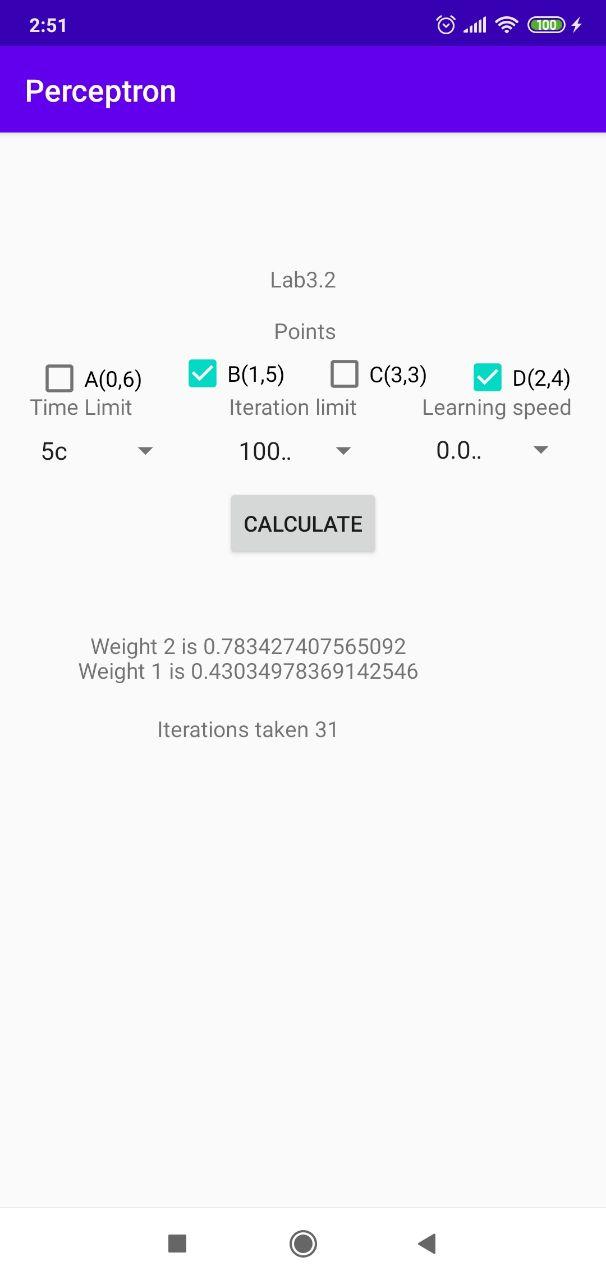 2:51
100
Perceptron
Lab3.2
Points
A(0,6) B(1,5) C(3,3) D(2,4)
Time Limit Iteration limit Learning speed
5c 100.. 0.0..
CALCULATE
Weight 2 is 0.783427407565092
Weight 1 is 0.43034978369142546
Iterations taken 31